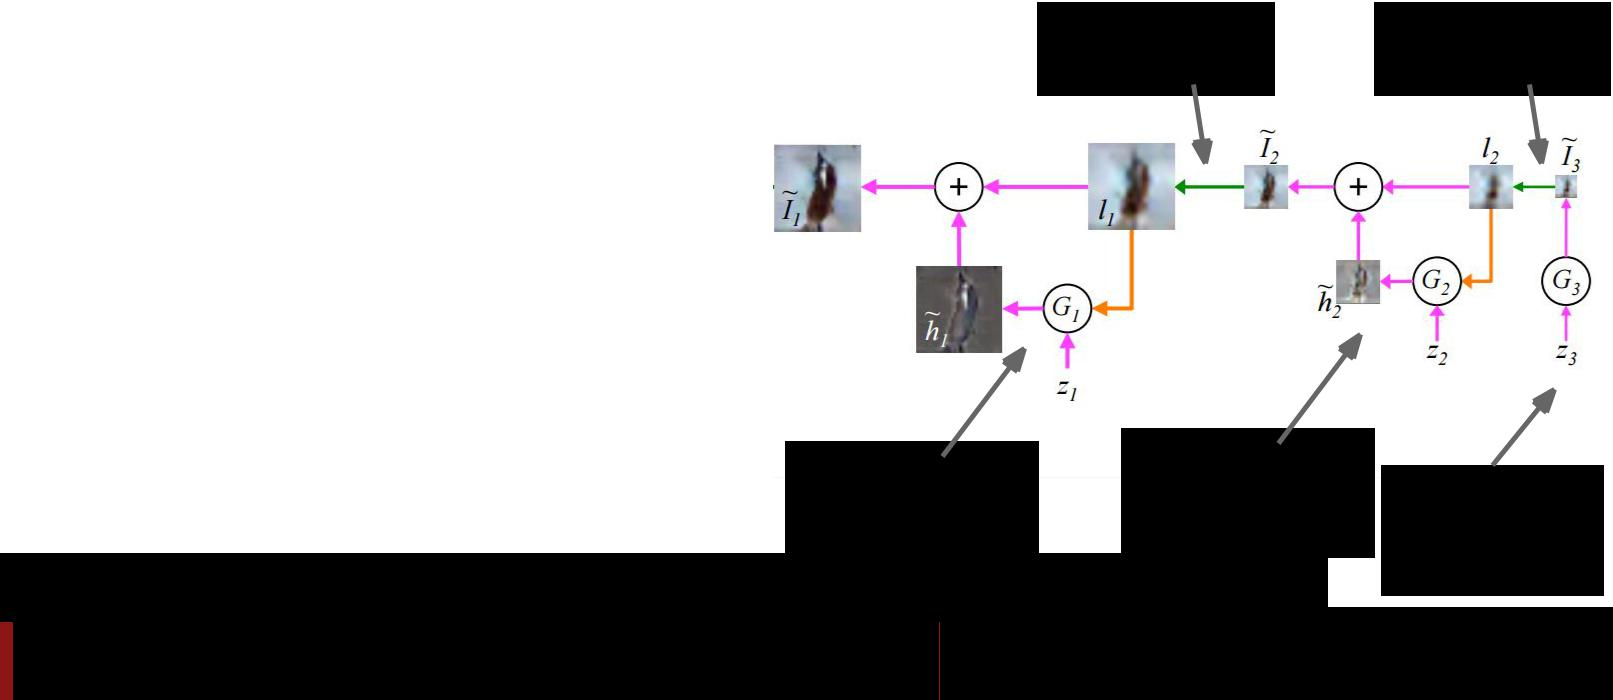 Ĩ₂ l₂ Ĩ₃
Ĩ₁ + l₁ +
h̃₁ G₁ h̃₂ G₂ G₃
z₁ z₂ z₃